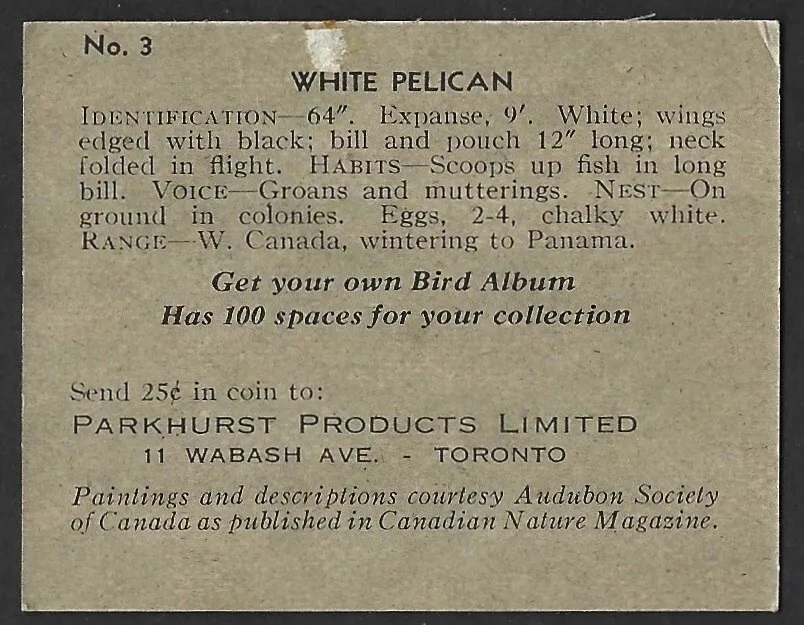 No. 3
WHITE PELICAN
IDENTIFICATION—64″. Expanse, 9′. White; wings
edged with black; bill and pouch 12″ long; neck
folded in flight. HABITS—Scoops up fish in long
bill. VOICE—Groans and mutterings. NEST—On
ground in colonies. Eggs, 2-4, chalky white.
RANGE—W. Canada, wintering to Panama.
Get your own Bird Album
Has 100 spaces for your collection
Send 25¢ in coin to:
PARKHURST PRODUCTS LIMITED
11 WABASH AVE. - TORONTO
Paintings and descriptions courtesy Audubon Society
of Canada as published in Canadian Nature Magazine.